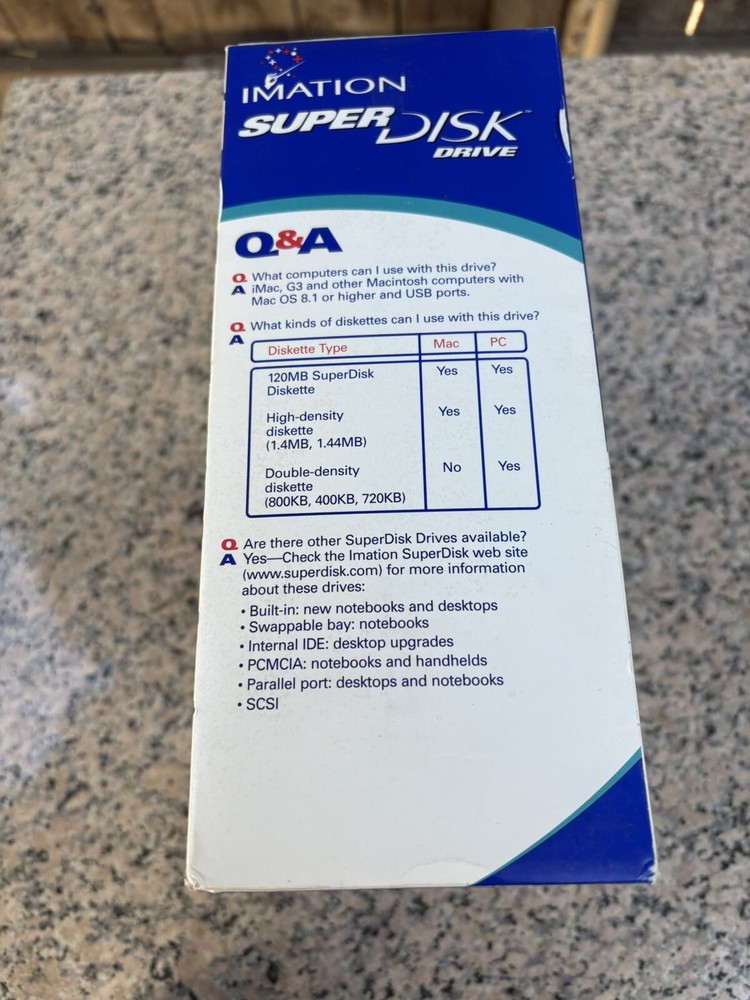 IMATION
SUPERDISK™
DRIVE
Q&A
Q What computers can I use with this drive?
A iMac, G3 and other Macintosh computers with
Mac OS 8.1 or higher and USB ports.
Q What kinds of diskettes can I use with this drive?
A
Diskette Type Mac PC
120MB SuperDisk Yes Yes
Diskette
High-density Yes Yes
diskette
(1.4MB, 1.44MB)
Double-density No Yes
diskette
(800KB, 400KB, 720KB)
Q Are there other SuperDisk Drives available?
A Yes—Check the Imation SuperDisk web site
(www.superdisk.com) for more information
about these drives:
• Built-in: new notebooks and desktops
• Swappable bay: notebooks
• Internal IDE: desktop upgrades
• PCMCIA: notebooks and handhelds
• Parallel port: desktops and notebooks
• SCSI